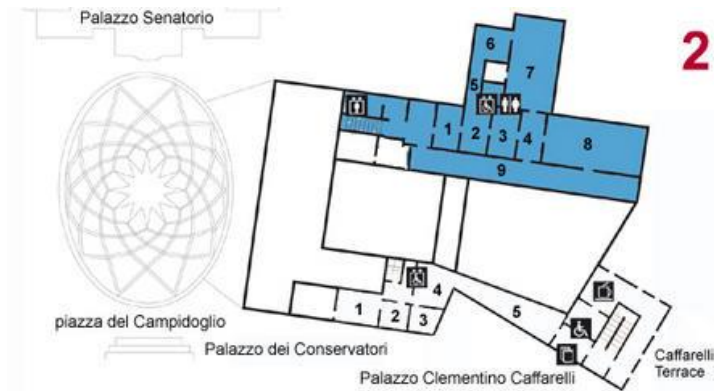 Palazzo Senatorio
2
6
7
5
1
2
3
4
8
9
4
1
2
3
5
piazza del Campidoglio
Palazzo dei Conservatori
Palazzo Clementino Caffarelli
Caffarelli
Terrace